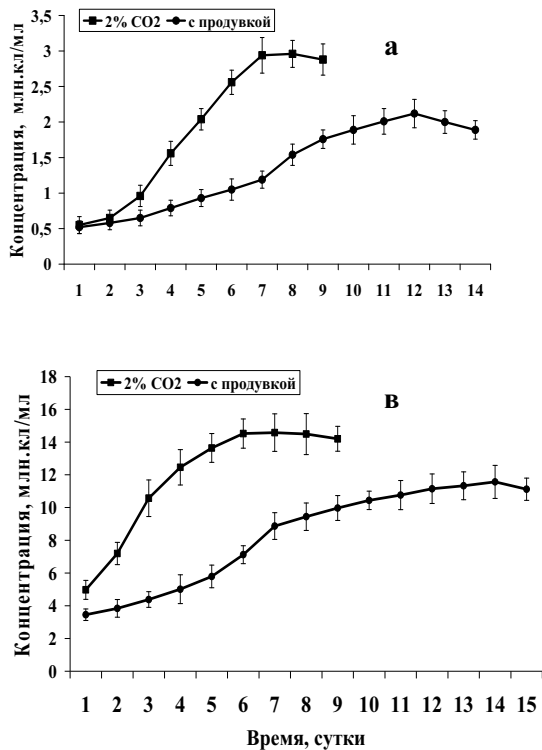 2% CO2 с продувкой
а
Концентрация, млн.кл/мл
3,5
3
2,5
2
1,5
1
0,5
0
1 2 3 4 5 6 7 8 9 10 11 12 13 14
2% CO2 с продувкой
в
Концентрация, млн.кл/мл
18
16
14
12
10
8
6
4
2
0
1 2 3 4 5 6 7 8 9 10 11 12 13 14 15
Время, сутки